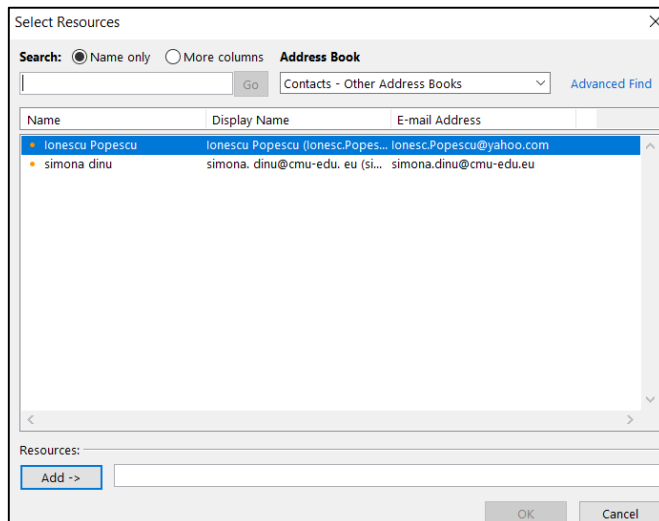 Select Resources
Search: Name only More columns Address Book
Go Contacts - Other Address Books Advanced Find
Name Display Name E-mail Address
Ionescu Popescu Ionescu Popescu (Ionesc.Popes... Ionesc.Popescu@yahoo.com
simona dinu simona. dinu@cmu-edu. eu (si... simona.dinu@cmu-edu.eu
Resources:
Add ->
OK Cancel